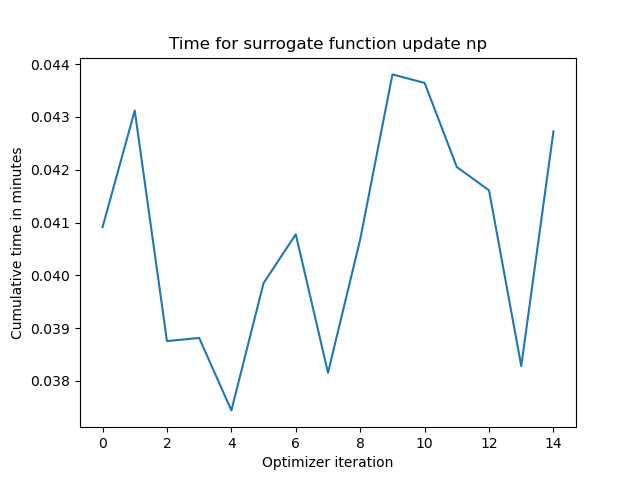 Time for surrogate function update np
Cumulative time in minutes
0.044
0.043
0.042
0.041
0.040
0.039
0.038
0 2 4 6 8 10 12 14
Optimizer iteration